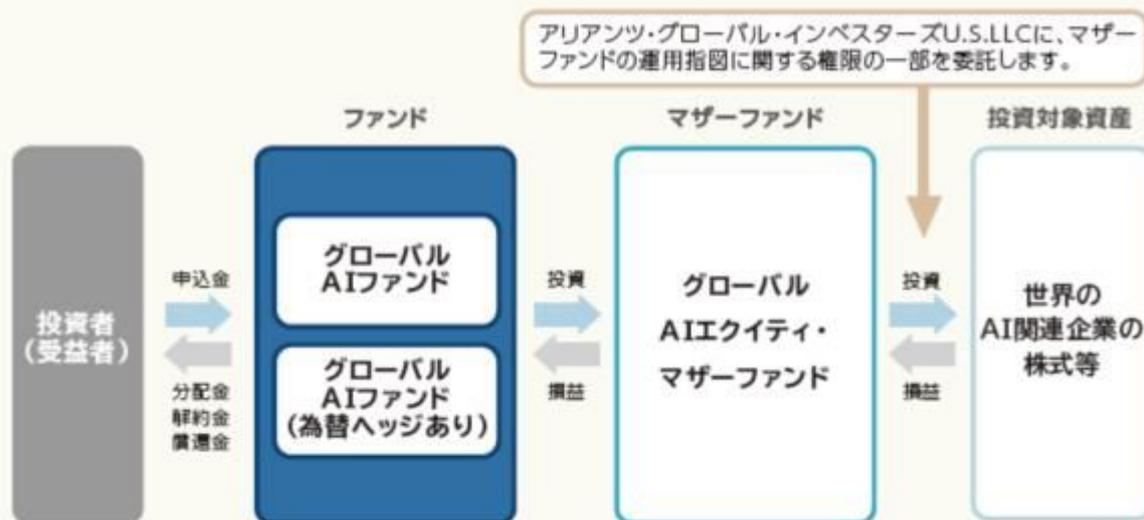 アリアンツ・グローバル・インベスターズU.S.LLCに、マザー
ファンドの運用指図に関する権限の一部を委託します。
ファンド
マザーファンド
投資対象資産
投資者
(受益者)
申込金
分配金
解約金
償還金
グローバル
AIファンド
グローバル
AIファンド
(為替ヘッジあり)
投資
損益
グローバル
AIエクイティ・
マザーファンド
投資
損益
世界の
AI関連企業の
株式等